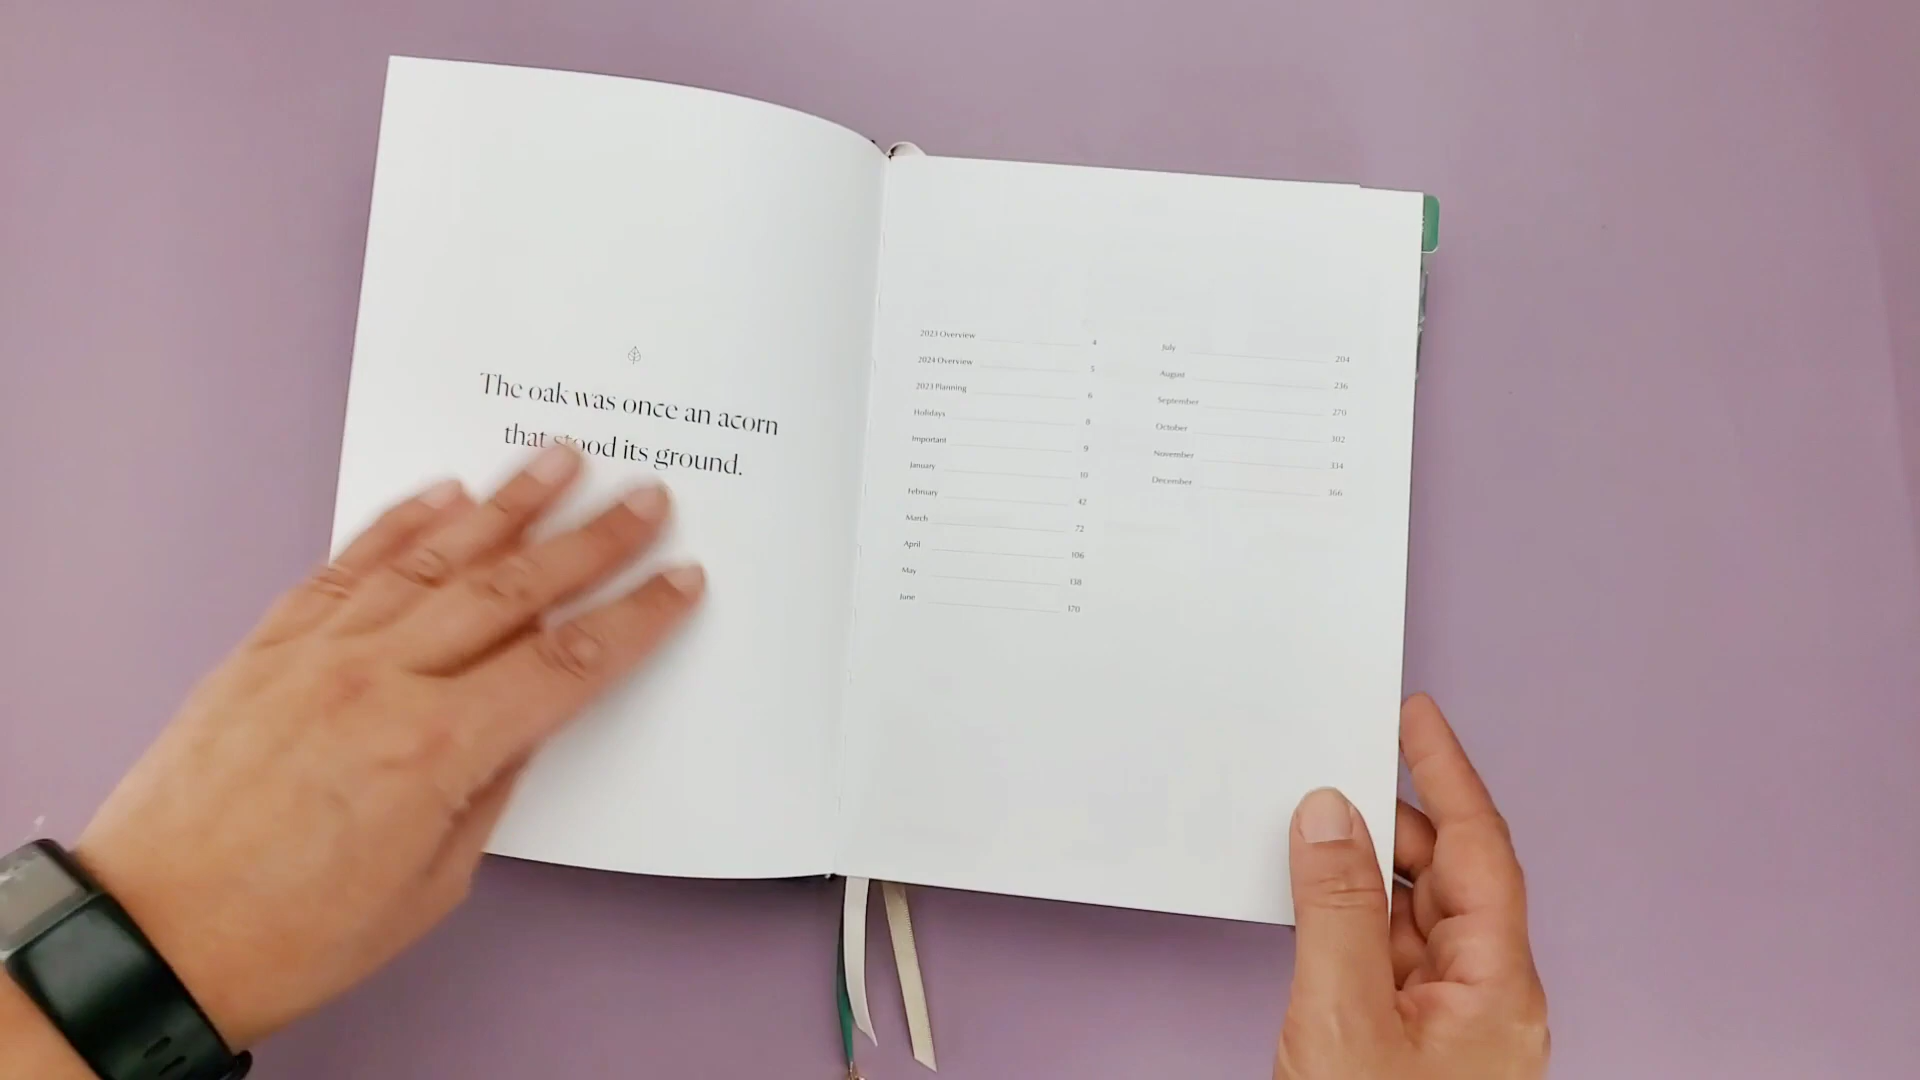 The oak was once an acorn
that stood its ground.
2023 Overview 4
2024 Overview 5
2023 Planning 6
Holidays 8
Important 9
January 10
February 42
March 72
April 106
May 138
June 170
July 204
August 236
September 270
October 302
November 334
December 366